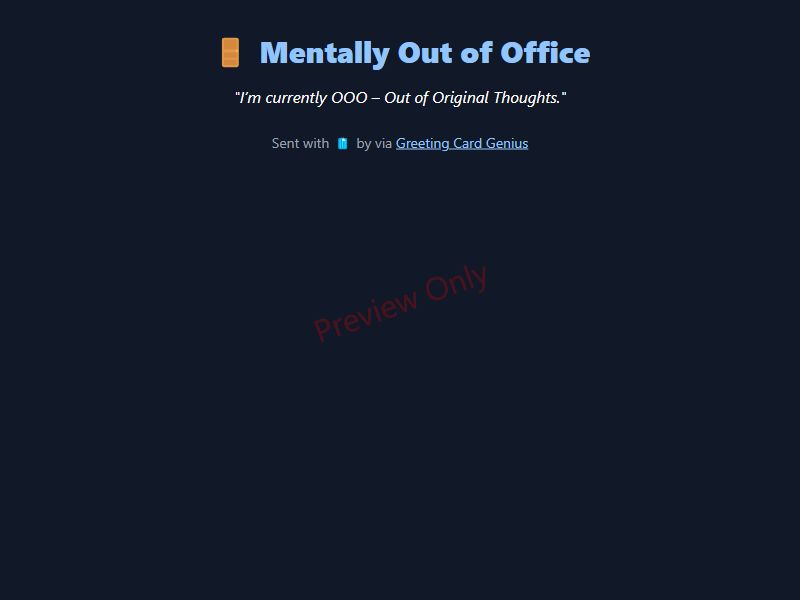 Mentally Out of Office
"I'm currently OOO – Out of Original Thoughts."
Sent with by via Greeting Card Genius
Preview Only